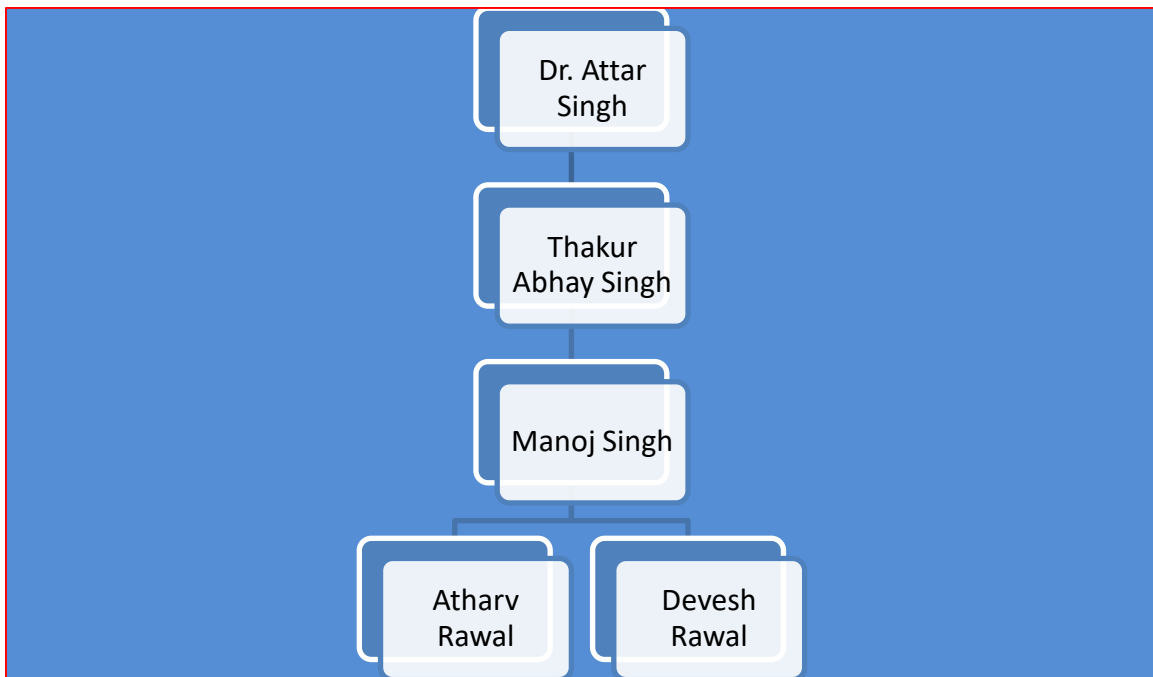 Dr. Attar
Singh
Thakur
Abhay Singh
Manoj Singh
Atharv
Rawal
Devesh
Rawal